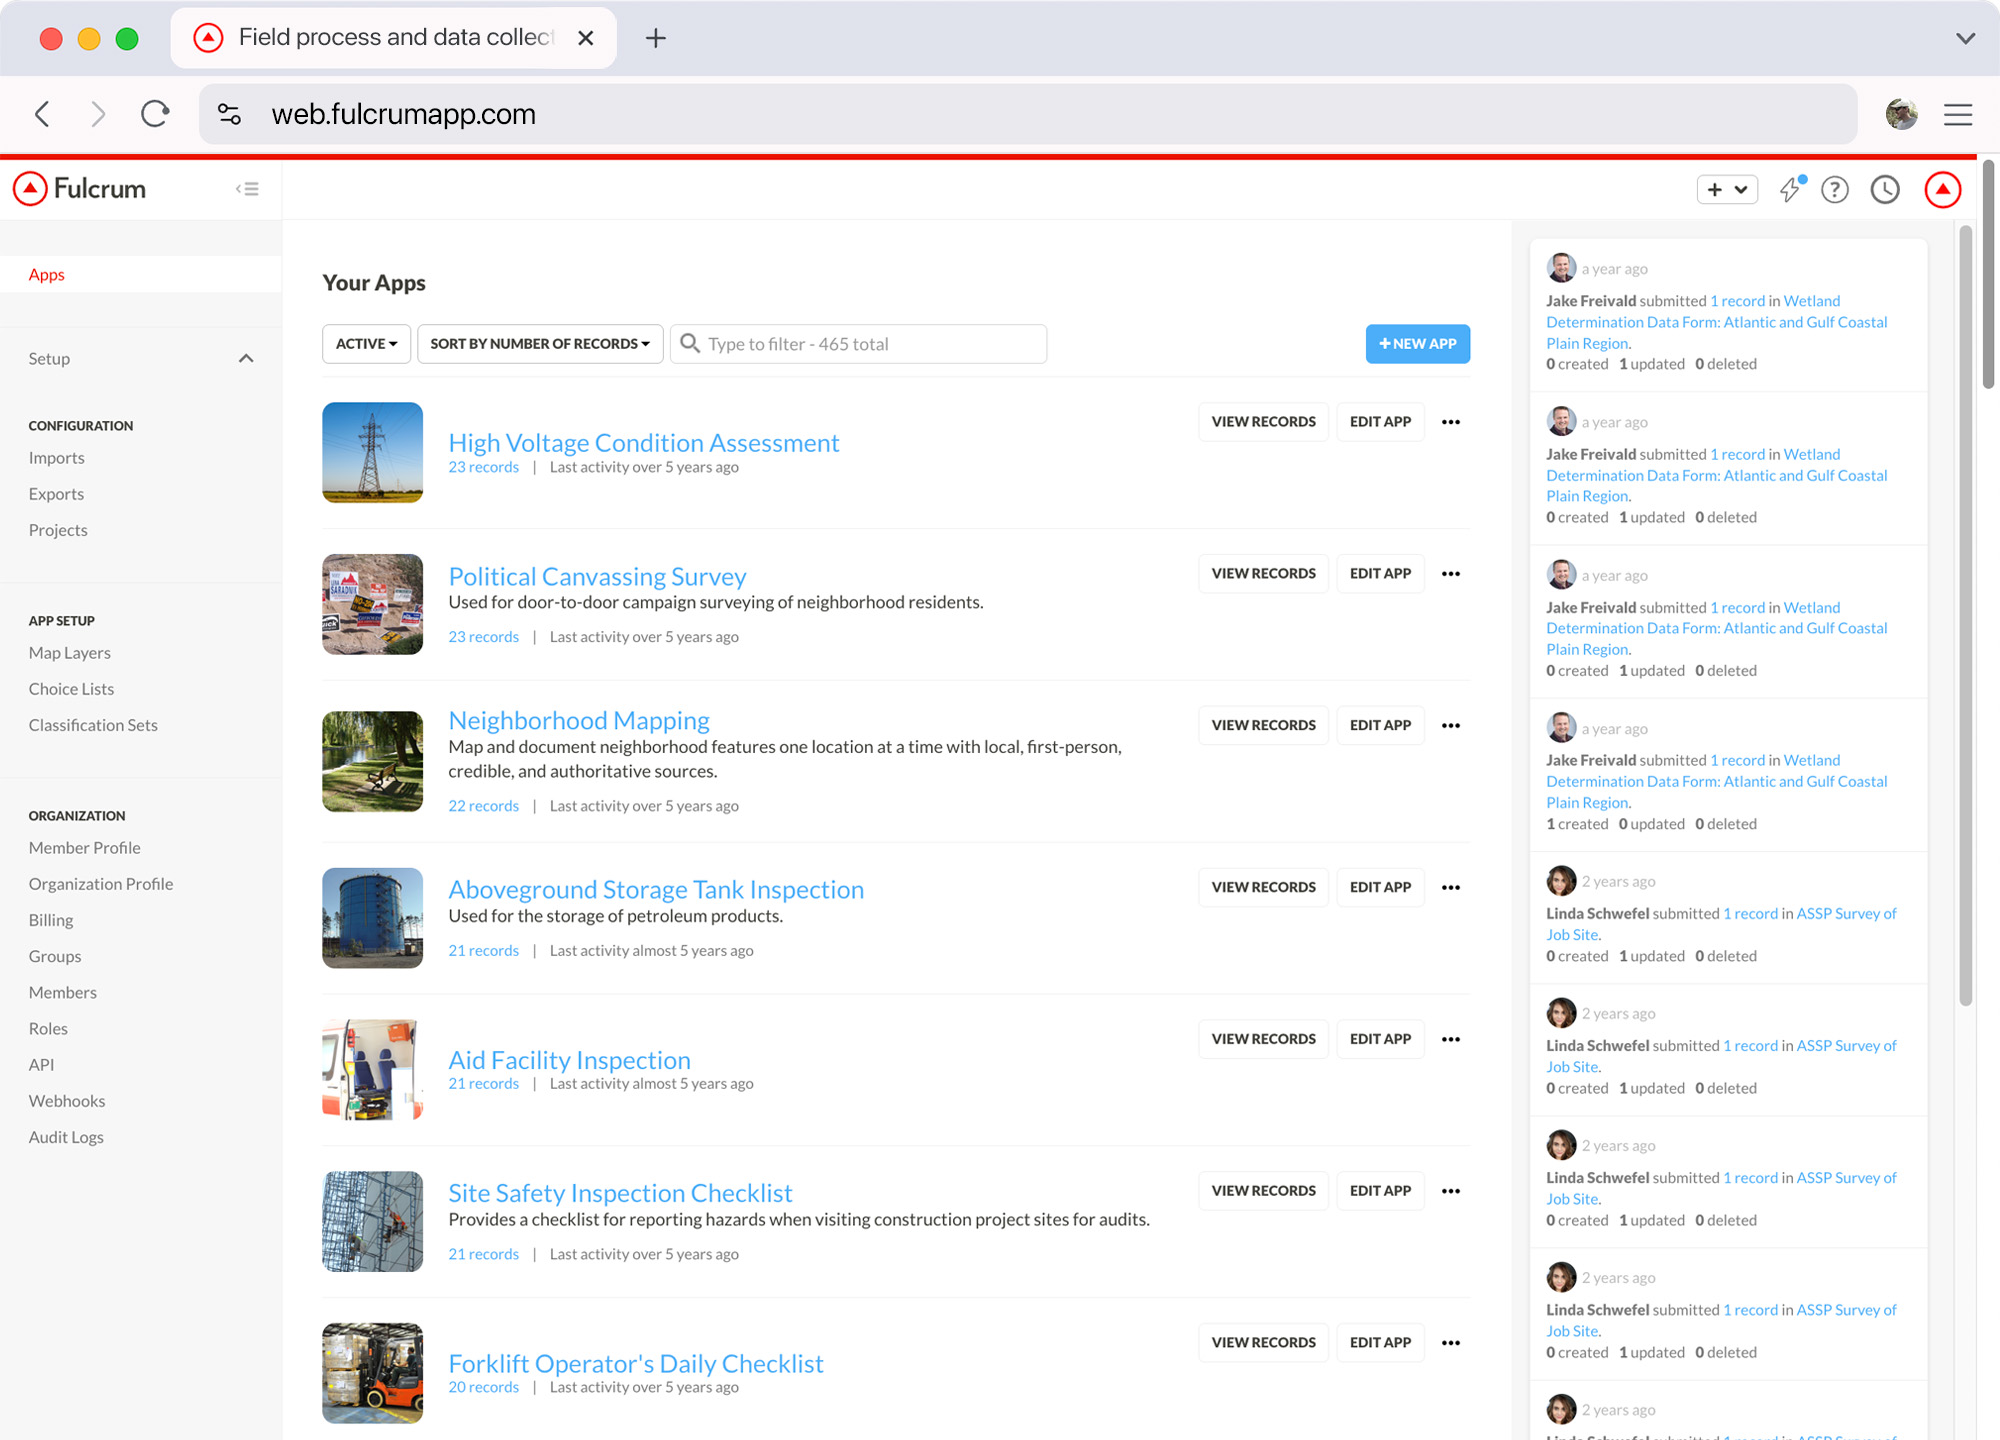 Field process and data collect
web.fulcrumapp.com
Fulcrum
Apps
Setup
CONFIGURATION
Imports
Exports
Projects
APP SETUP
Map Layers
Choice Lists
Classification Sets
ORGANIZATION
Member Profile
Organization Profile
Billing
Groups
Members
Roles
API
Webhooks
Audit Logs
Your Apps
ACTIVE
SORT BY NUMBER OF RECORDS
Type to filter - 465 total
+ NEW APP
High Voltage Condition Assessment
23 records | Last activity over 5 years ago
VIEW RECORDS
EDIT APP
Political Canvassing Survey
Used for door-to-door campaign surveying of neighborhood residents.
23 records | Last activity over 5 years ago
VIEW RECORDS
EDIT APP
Neighborhood Mapping
Map and document neighborhood features one location at a time with local, first-person,
credible, and authoritative sources.
22 records | Last activity over 5 years ago
VIEW RECORDS
EDIT APP
Aboveground Storage Tank Inspection
Used for the storage of petroleum products.
21 records | Last activity almost 5 years ago
VIEW RECORDS
EDIT APP
Aid Facility Inspection
21 records | Last activity almost 5 years ago
VIEW RECORDS
EDIT APP
Site Safety Inspection Checklist
Provides a checklist for reporting hazards when visiting construction project sites for audits.
21 records | Last activity over 5 years ago
VIEW RECORDS
EDIT APP
Forklift Operator's Daily Checklist
20 records | Last activity over 5 years ago
VIEW RECORDS
EDIT APP
a year ago
Jake Freivald submitted 1 record in Wetland
Determination Data Form: Atlantic and Gulf Coastal
Plain Region.
0 created 1 updated 0 deleted
a year ago
Jake Freivald submitted 1 record in Wetland
Determination Data Form: Atlantic and Gulf Coastal
Plain Region.
0 created 1 updated 0 deleted
a year ago
Jake Freivald submitted 1 record in Wetland
Determination Data Form: Atlantic and Gulf Coastal
Plain Region.
0 created 1 updated 0 deleted
a year ago
Jake Freivald submitted 1 record in Wetland
Determination Data Form: Atlantic and Gulf Coastal
Plain Region.
1 created 0 updated 0 deleted
2 years ago
Linda Schwefel submitted 1 record in ASSP Survey of
Job Site.
0 created 1 updated 0 deleted
2 years ago
Linda Schwefel submitted 1 record in ASSP Survey of
Job Site.
0 created 1 updated 0 deleted
2 years ago
Linda Schwefel submitted 1 record in ASSP Survey of
Job Site.
0 created 1 updated 0 deleted
2 years ago
Linda Schwefel submitted 1 record in ASSP Survey of
Job Site.
0 created 1 updated 0 deleted
2 years ago